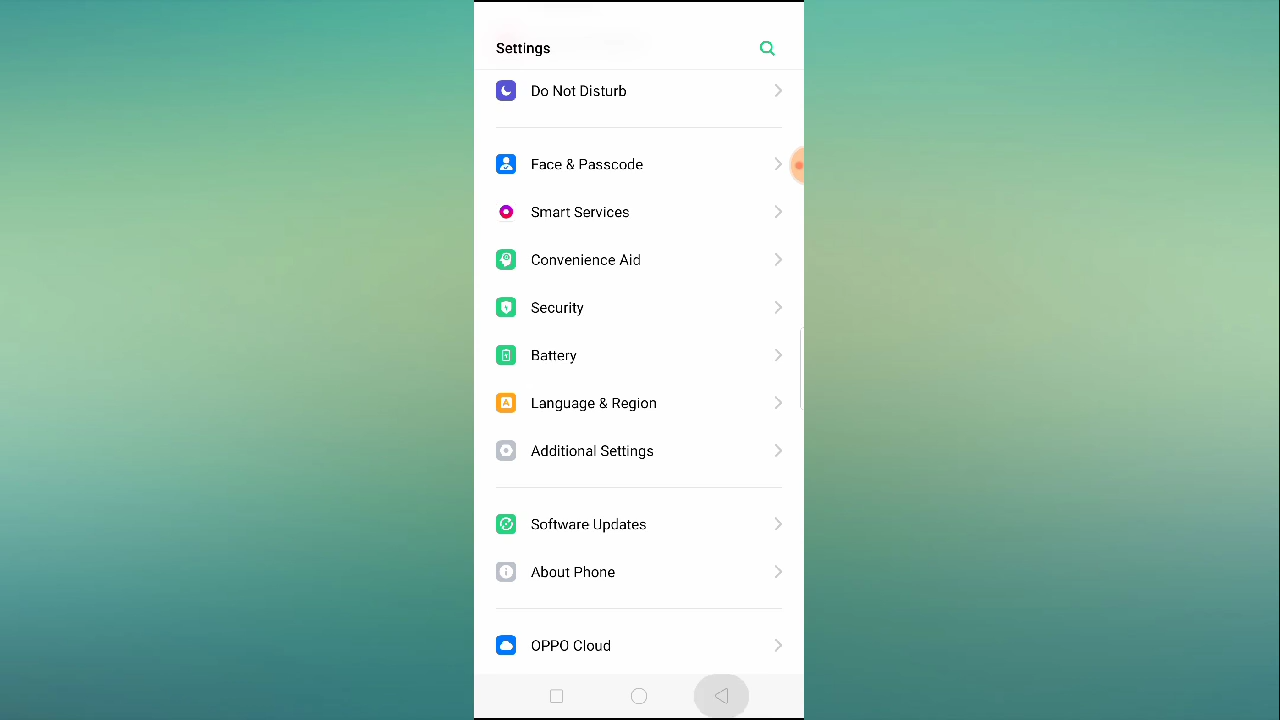 Settings
Do Not Disturb
Face & Passcode
Smart Services
Convenience Aid
Security
Battery
Language & Region
Additional Settings
Software Updates
About Phone
OPPO Cloud